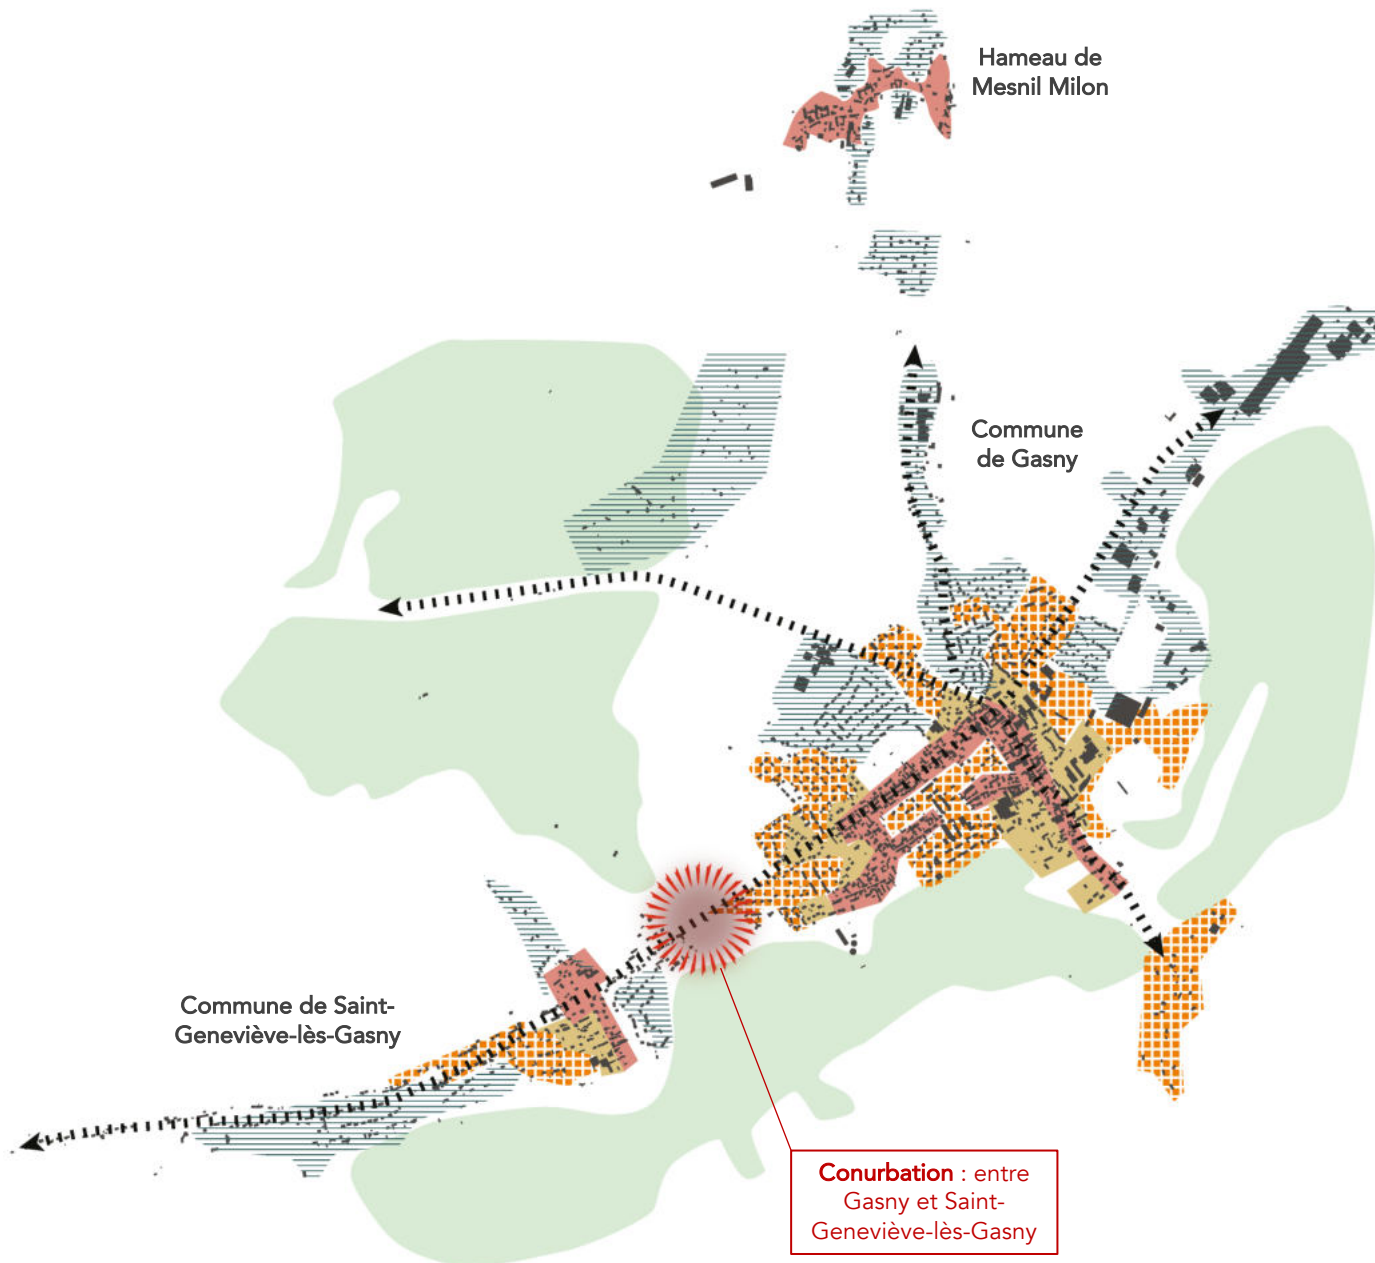 Hameau de
Mesnil Milon
Commune
de Gasny
Commune de Saint-
Geneviève-lès-Gasny
Conurbation : entre
Gasny et Saint-
Geneviève-lès-Gasny